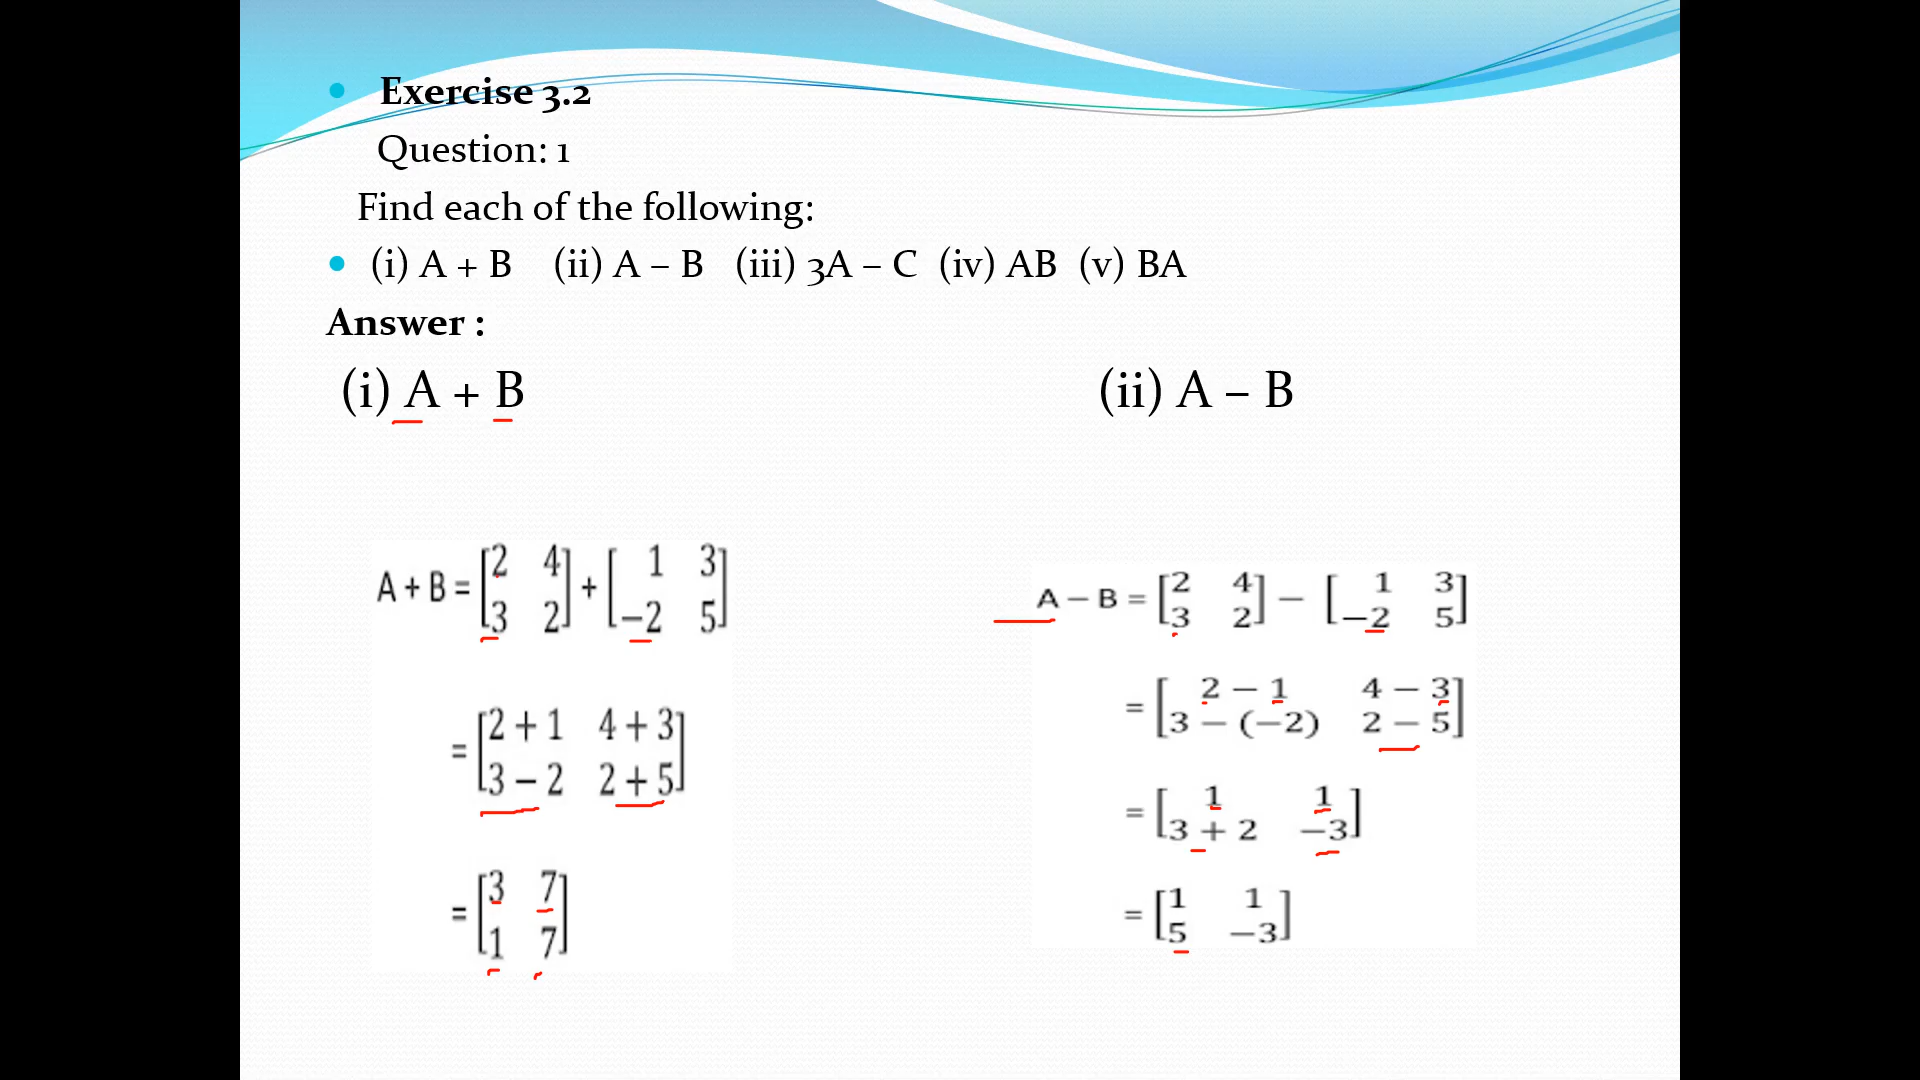 Exercise 3.2
Question: 1
Find each of the following:
(i) A + B (ii) A – B (iii) 3A – C (iv) AB (v) BA
Answer :
(i) A + B
A + B = [2 4] + [1 3]
[3 2] [−2 5]
= [2 + 1 4 + 3]
[3 − 2 2 + 5]
= [3 7]
[1 7]
(ii) A – B
A − B = [2 4] − [1 3]
[3 2] [−2 5]
= [2 − 1 4 − 3]
[3 − (−2) 2 − 5]
= [1 1]
[3 + 2 −3]
= [1 1]
[5 −3]